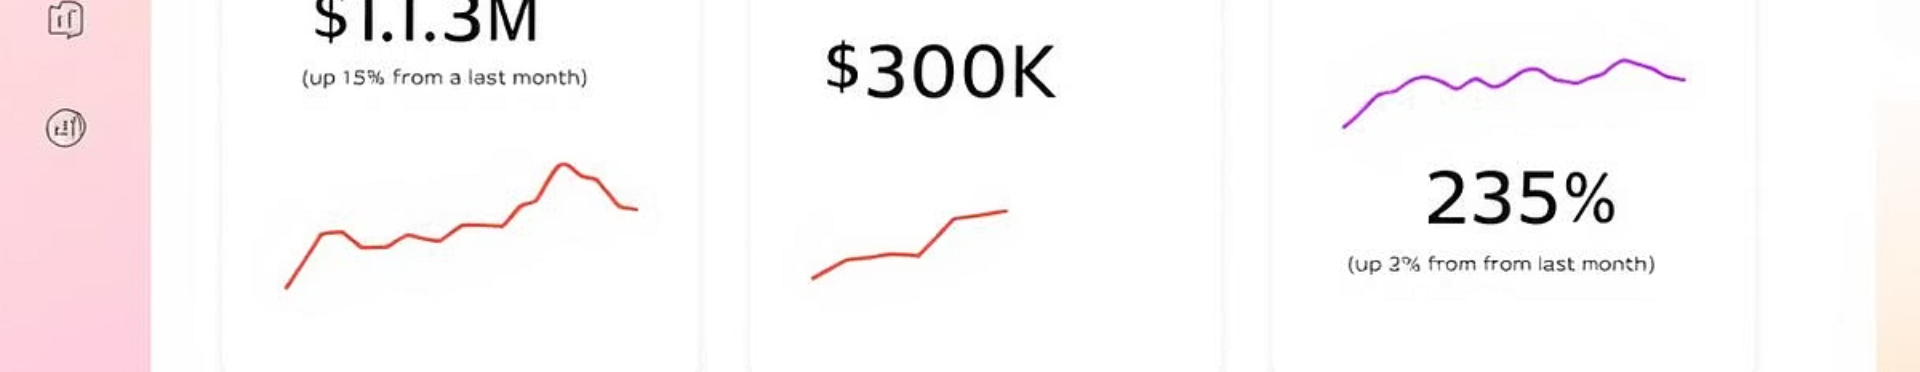 $1.1.3M
(up 15% from a last month)
$300K
235%
(up 2% from from last month)